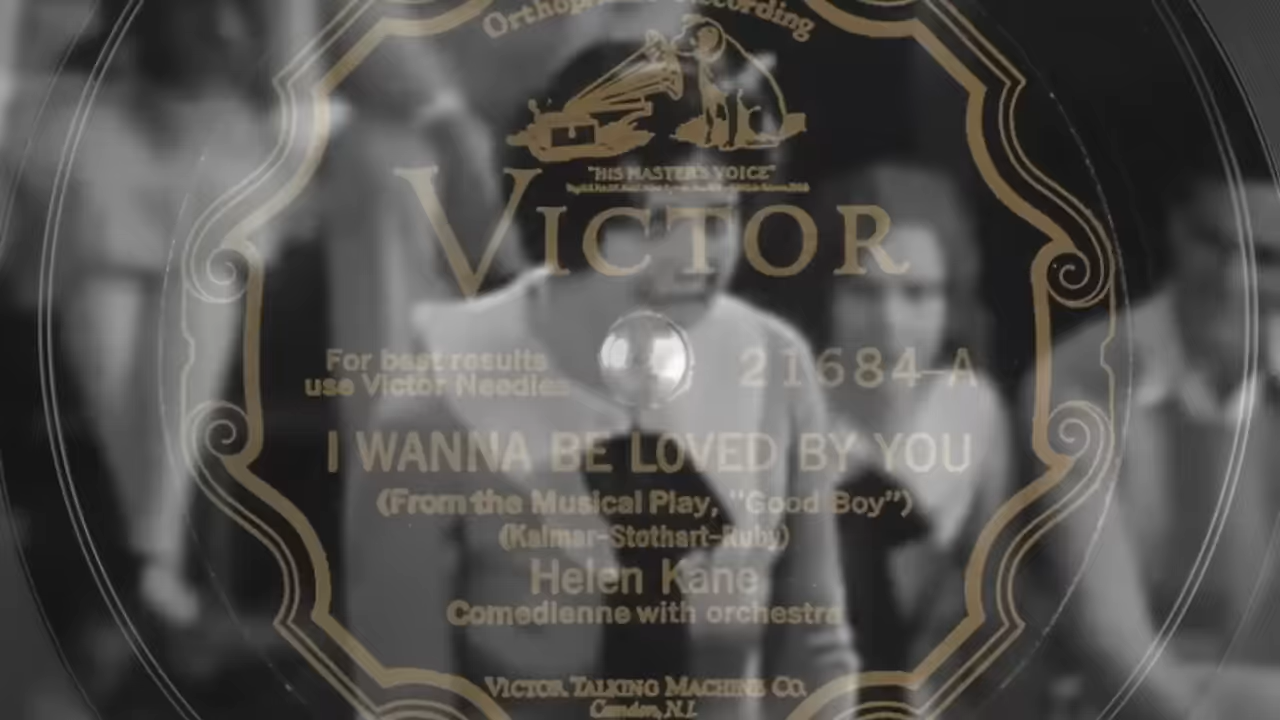 Orthophonic Recording
"HIS MASTER'S VOICE"
VICTOR
For best results
use Victor Needles
21684-A
I WANNA BE LOVED BY YOU
(From the Musical Play, "Good Boy")
(Kalmar-Stothart-Ruby)
Helen Kane
Comedienne with orchestra
VICTOR TALKING MACHINE CO.
Camden, N.J.